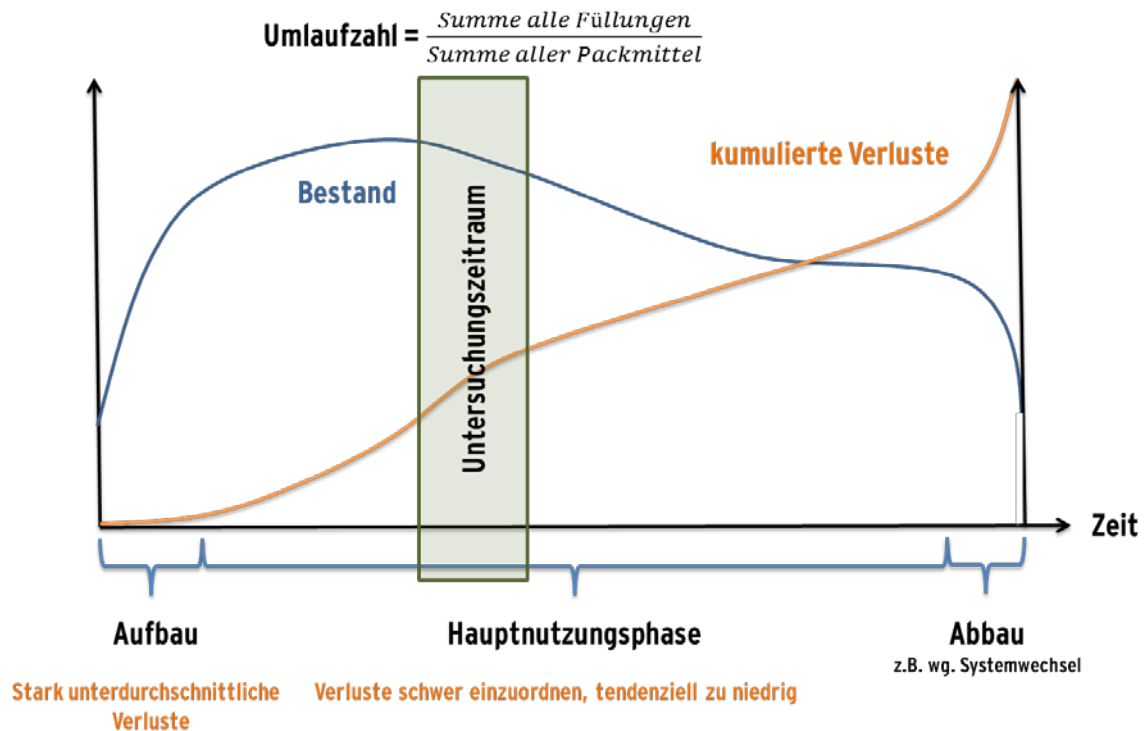 Umlaufzahl = Summe alle Füllungen
Summe aller Packmittel
kumulierte Verluste
Bestand
Untersuchungszeitraum
Zeit
Aufbau
Hauptnutzungsphase
Abbau
z.B. wg. Systemwechsel
Stark unterdurchschnittliche
Verluste
Verluste schwer einzuordnen, tendenziell zu niedrig